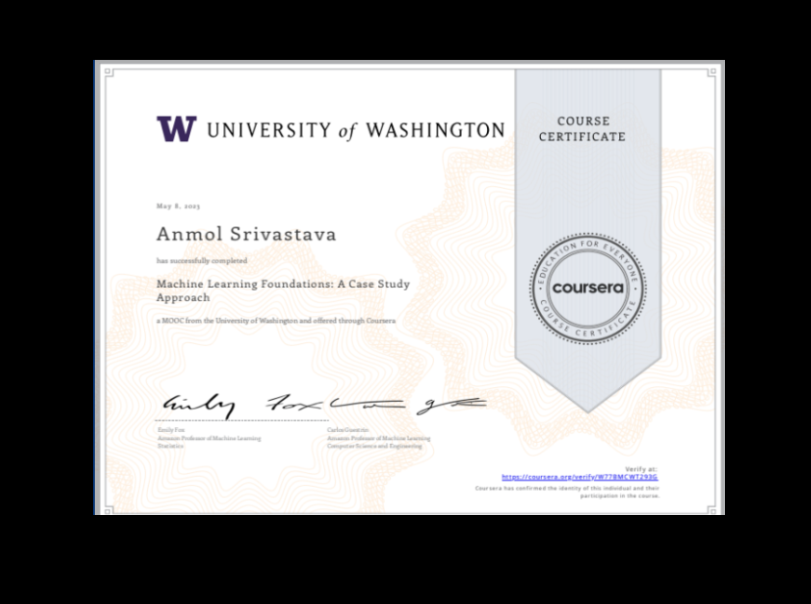 W UNIVERSITY of WASHINGTON
COURSE
CERTIFICATE
May 8, 2023
Anmol Srivastava
has successfully completed
Machine Learning Foundations: A Case Study
Approach
a MOOC from the University of Washington and offered through Coursera
EDUCATION FOR EVERYONE
coursera
COURSE CERTIFICATE
Emily Fox
Carlos Guestrin
Amazon Professor of Machine Learning
Amazon Professor of Machine Learning
Statistics
Computer Science and Engineering
Verify at:
https://coursera.org/verify/
Coursera has confirmed the identity of this individual and their
participation in the course.